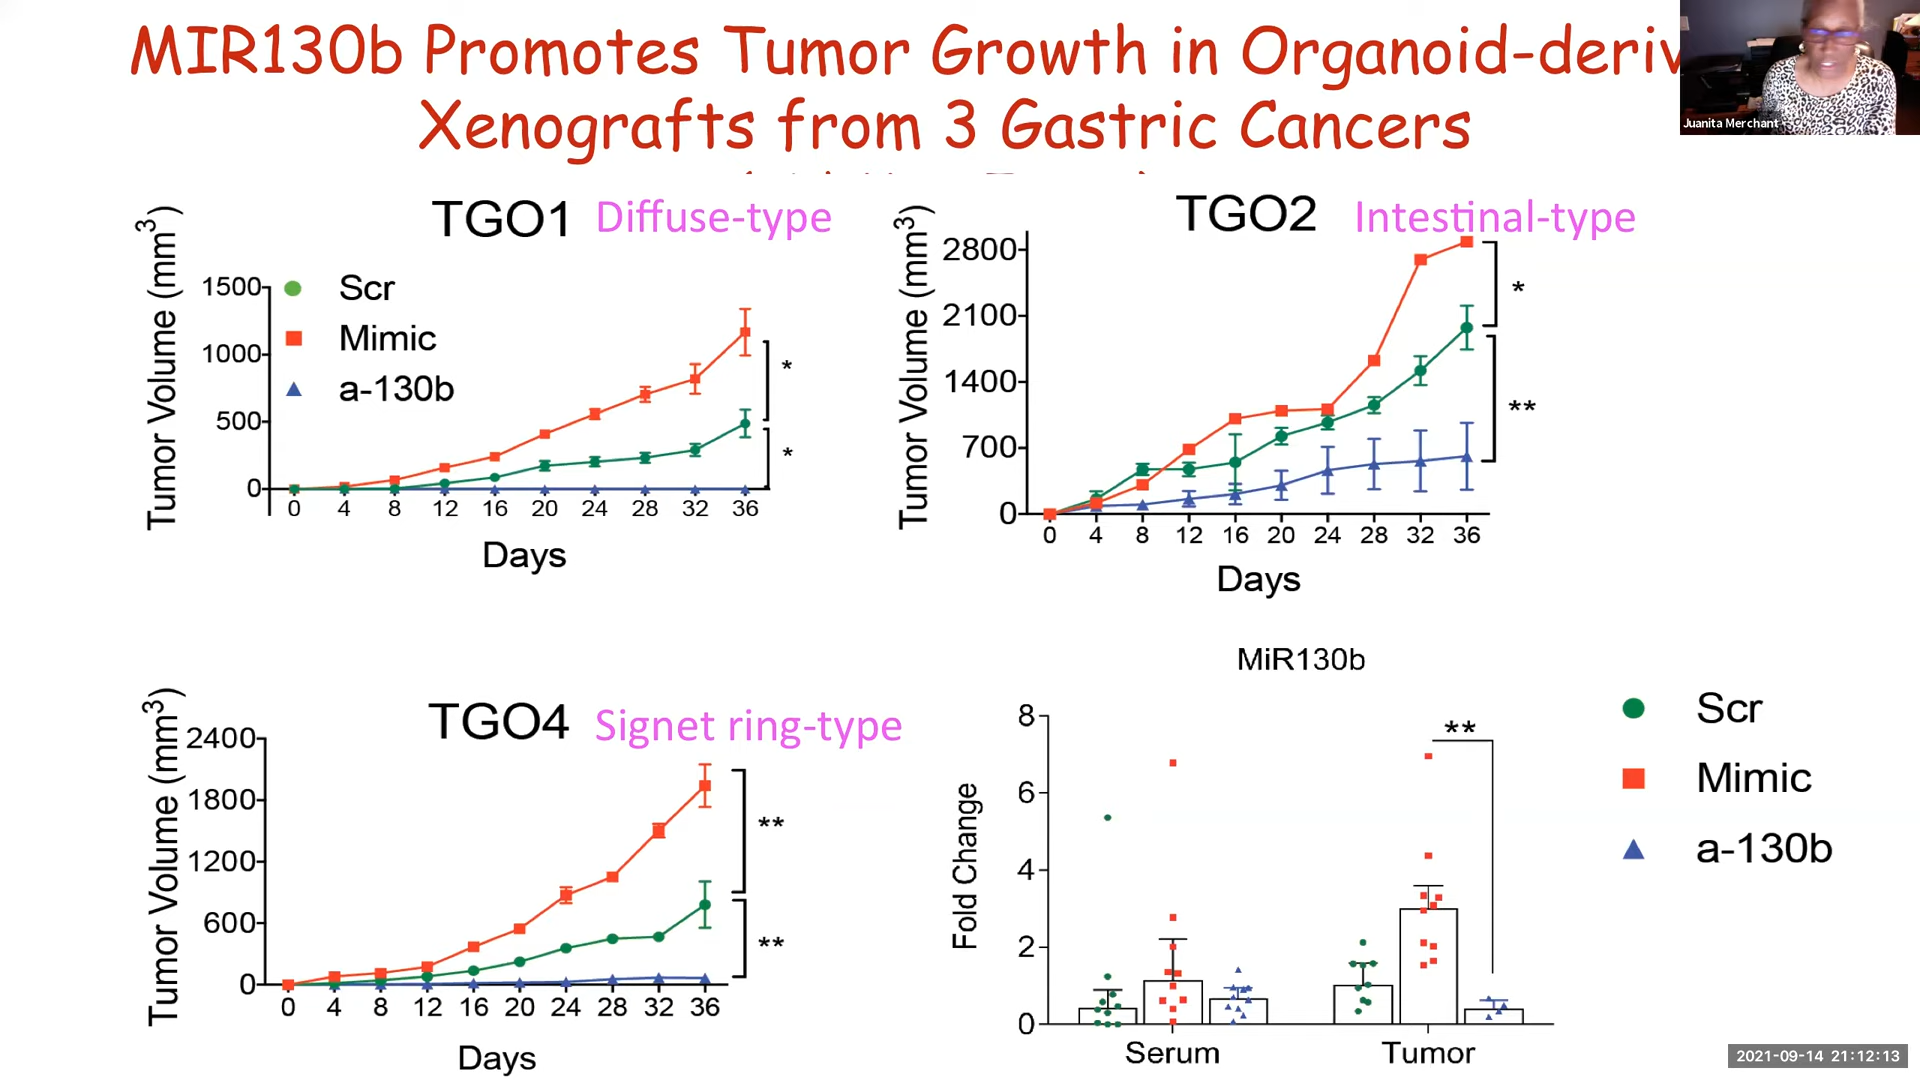 MIR130b Promotes Tumor Growth in Organoid-deriv
Xenografts from 3 Gastric Cancers
Juanita Merchant
TGO1 Diffuse-type
Tumor Volume (mm3)
1500
1000
500
0
Scr
Mimic
a-130b
*
*
0 4 8 12 16 20 24 28 32 36
Days
TGO2 Intestinal-type
Tumor Volume (mm3)
2800
2100
1400
700
0
*
**
0 4 8 12 16 20 24 28 32 36
Days
TGO4 Signet ring-type
Tumor Volume (mm3)
2400
1800
1200
600
0
**
**
0 4 8 12 16 20 24 28 32 36
Days
MiR130b
Fold Change
8
6
4
2
0
**
Serum Tumor
Scr
Mimic
a-130b
2021-09-14 21:12:13